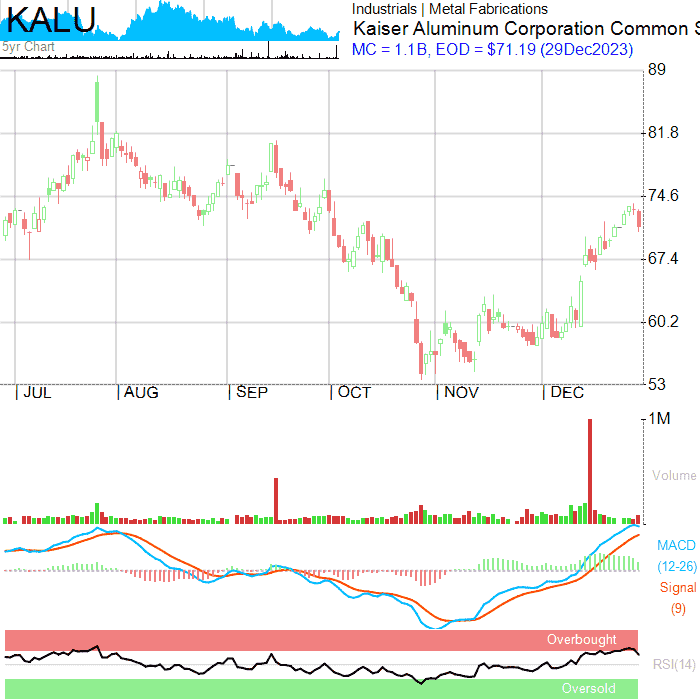 KALU
5yr Chart
Industrials | Metal Fabrications
Kaiser Aluminum Corporation Common S
MC = 1.1B, EOD = $71.19 (29Dec2023)
89
81.8
74.6
67.4
60.2
53
JUL AUG SEP OCT NOV DEC
1M
Volume
MACD
(12-26)
Signal
(9)
Overbought
RSI(14)
Oversold